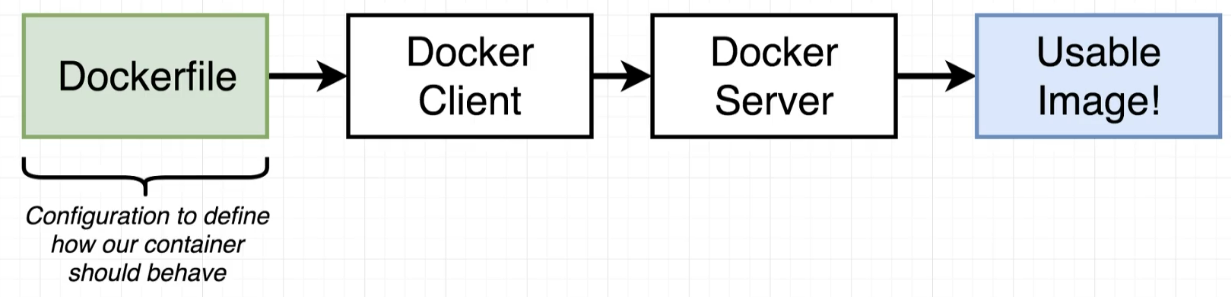 Dockerfile
Docker
Client
Docker
Server
Usable
Image!
Configuration to define
how our container
should behave